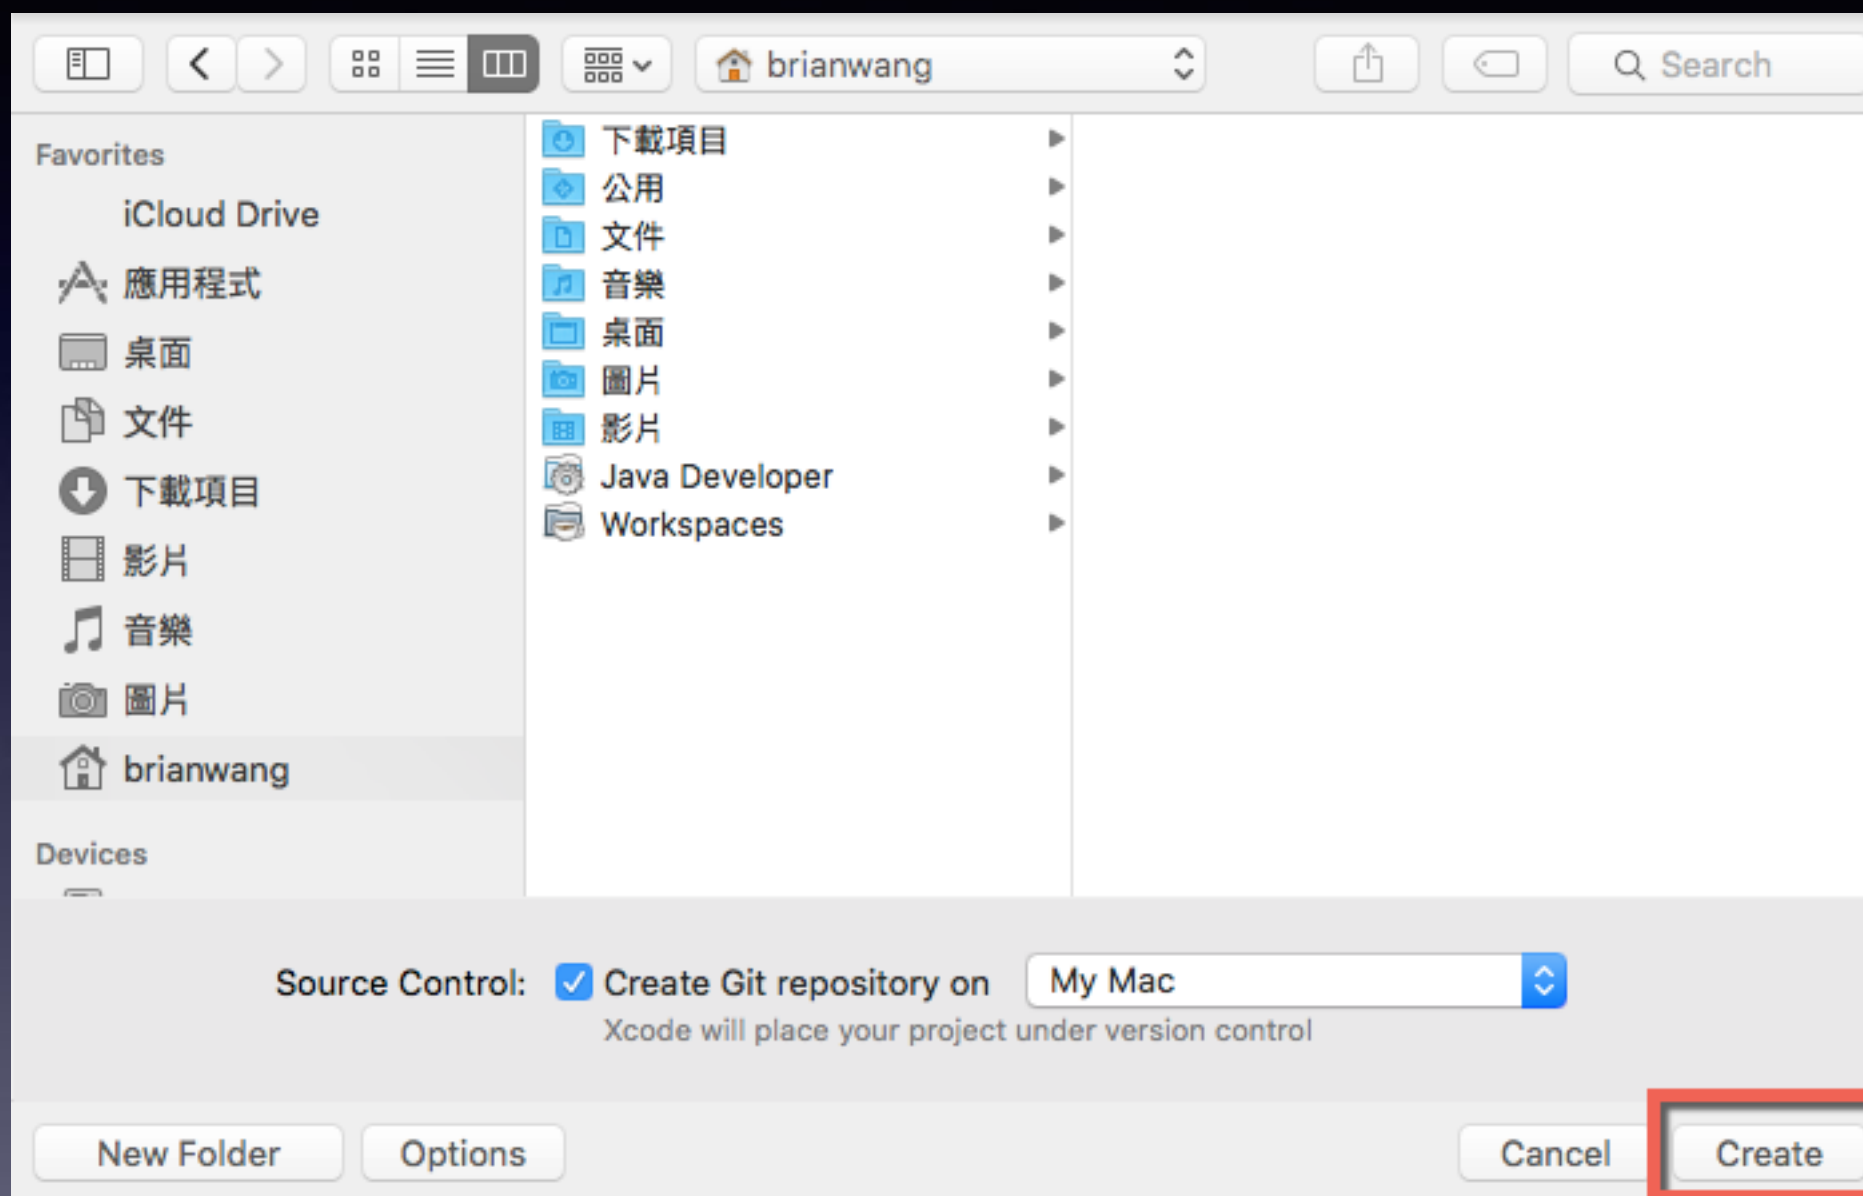 brianwang
Search
Favorites
iCloud Drive
應用程式
桌面
文件
下載項目
影片
音樂
圖片
brianwang
Devices
下載項目
公用
文件
音樂
桌面
圖片
影片
Java Developer
Workspaces
Source Control: Create Git repository on My Mac
Xcode will place your project under version control
New Folder Options Cancel Create